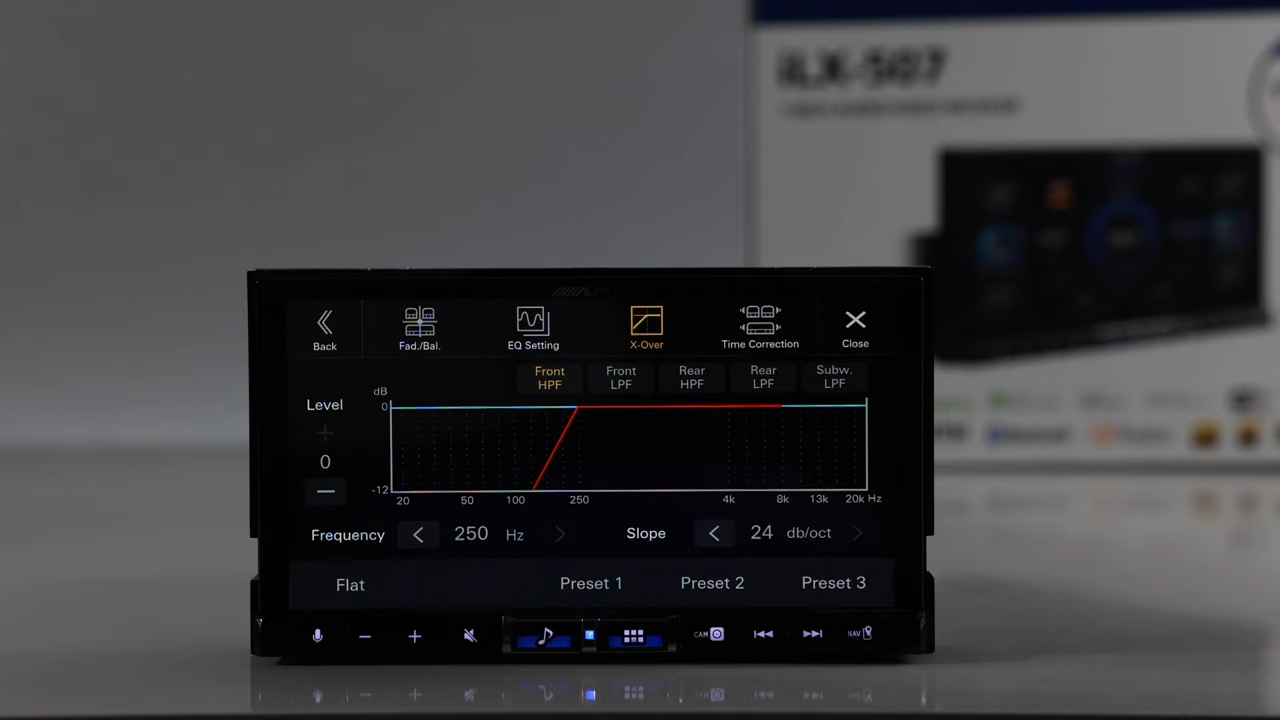 iLX-507
ALPINE
Back
Fad./Bal.
EQ Setting
X-Over
Time Correction
Close
Front HPF
Front LPF
Rear HPF
Rear LPF
Subw. LPF
dB
Level
0
-12
+
0
−
20 50 100 250 4k 8k 13k 20k Hz
Frequency 250 Hz
Slope 24 db/oct
Flat Preset 1 Preset 2 Preset 3
CAM
NAV